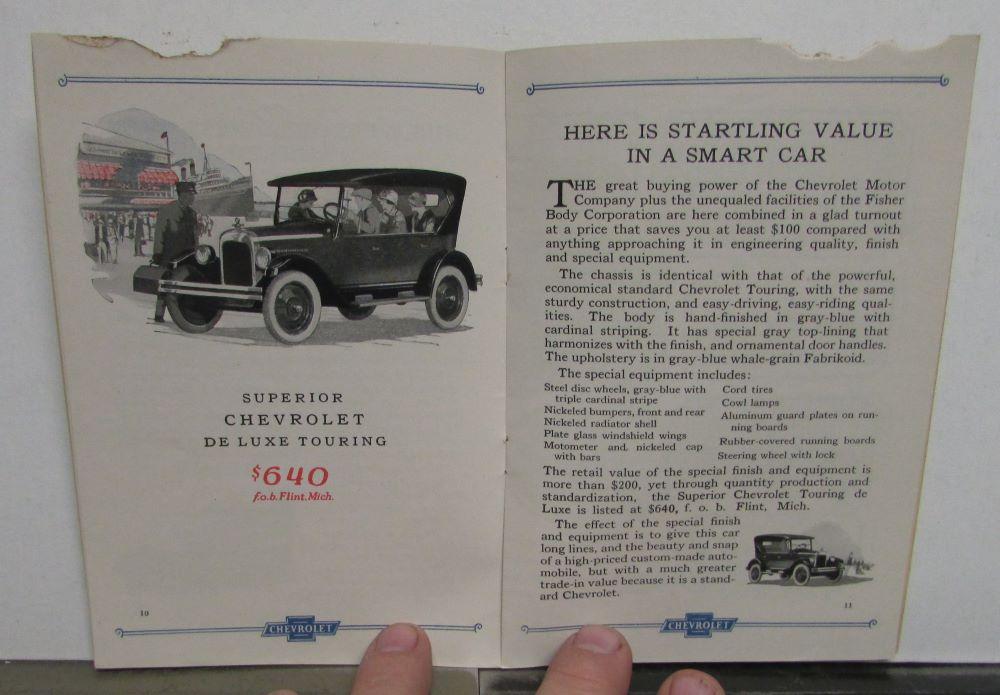 SUPERIOR
CHEVROLET
DE LUXE TOURING
$640
f.o.b. Flint, Mich.
10
CHEVROLET
HERE IS STARTLING VALUE
IN A SMART CAR
THE great buying power of the Chevrolet Motor
Company plus the unequaled facilities of the Fisher
Body Corporation are here combined in a glad turnout
at a price that saves you at least $100 compared with
anything approaching it in engineering quality, finish
and special equipment.
The chassis is identical with that of the powerful,
economical standard Chevrolet Touring, with the same
sturdy construction, and easy-driving, easy-riding qual-
ities. The body is hand-finished in gray-blue with
cardinal striping. It has special gray top-lining that
harmonizes with the finish, and ornamental door handles.
The upholstery is in gray-blue whale-grain Fabrikoid.
The special equipment includes:
Steel disc wheels, gray-blue with
triple cardinal stripe
Nickeled bumpers, front and rear
Nickeled radiator shell
Plate glass windshield wings
Motometer and nickeled cap
with bars
Cord tires
Cowl lamps
Aluminum guard plates on run-
ning boards
Rubber-covered running boards
Steering wheel with lock
The retail value of the special finish and equipment is
more than $200, yet through quantity production and
standardization, the Superior Chevrolet Touring de
Luxe is listed at $640, f. o. b. Flint, Mich.
The effect of the special finish
and equipment is to give this car
long lines, and the beauty and snap
of a high-priced custom-made auto-
mobile, but with a much greater
trade-in value because it is a stand-
ard Chevrolet.
11
CHEVROLET